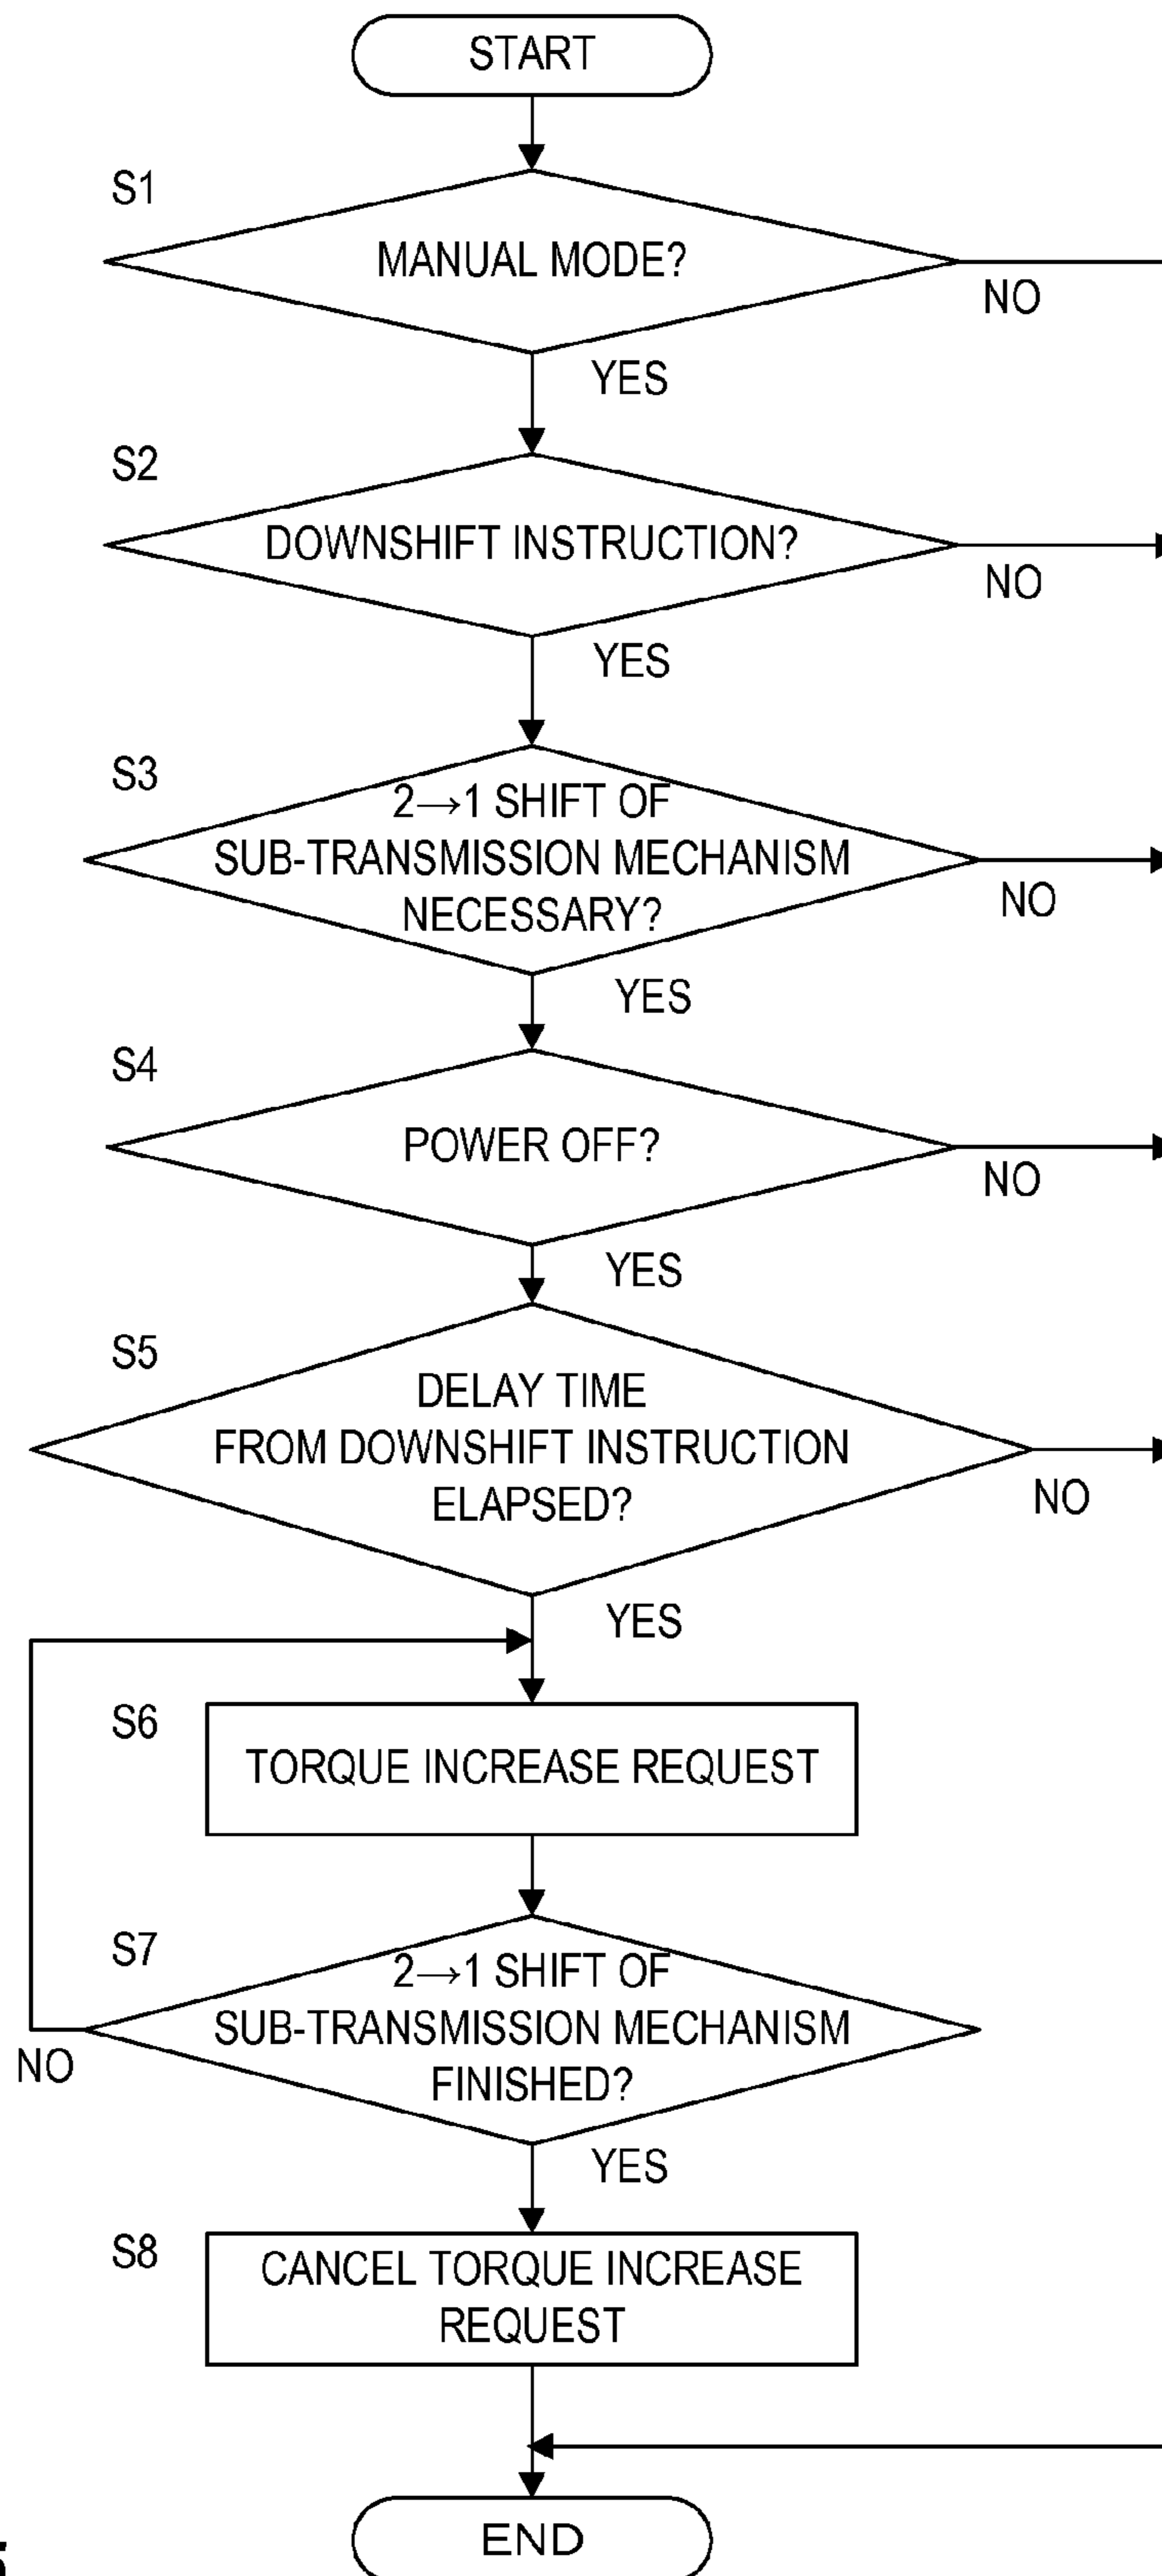 START
S1
MANUAL MODE?
NO
YES
S2
DOWNSHIFT INSTRUCTION?
NO
YES
S3
2→1 SHIFT OF
SUB-TRANSMISSION MECHANISM
NECESSARY?
NO
YES
S4
POWER OFF?
NO
YES
S5
DELAY TIME
FROM DOWNSHIFT INSTRUCTION
ELAPSED?
NO
YES
S6
TORQUE INCREASE REQUEST
S7
2→1 SHIFT OF
SUB-TRANSMISSION MECHANISM
FINISHED?
NO
YES
S8
CANCEL TORQUE INCREASE
REQUEST
END